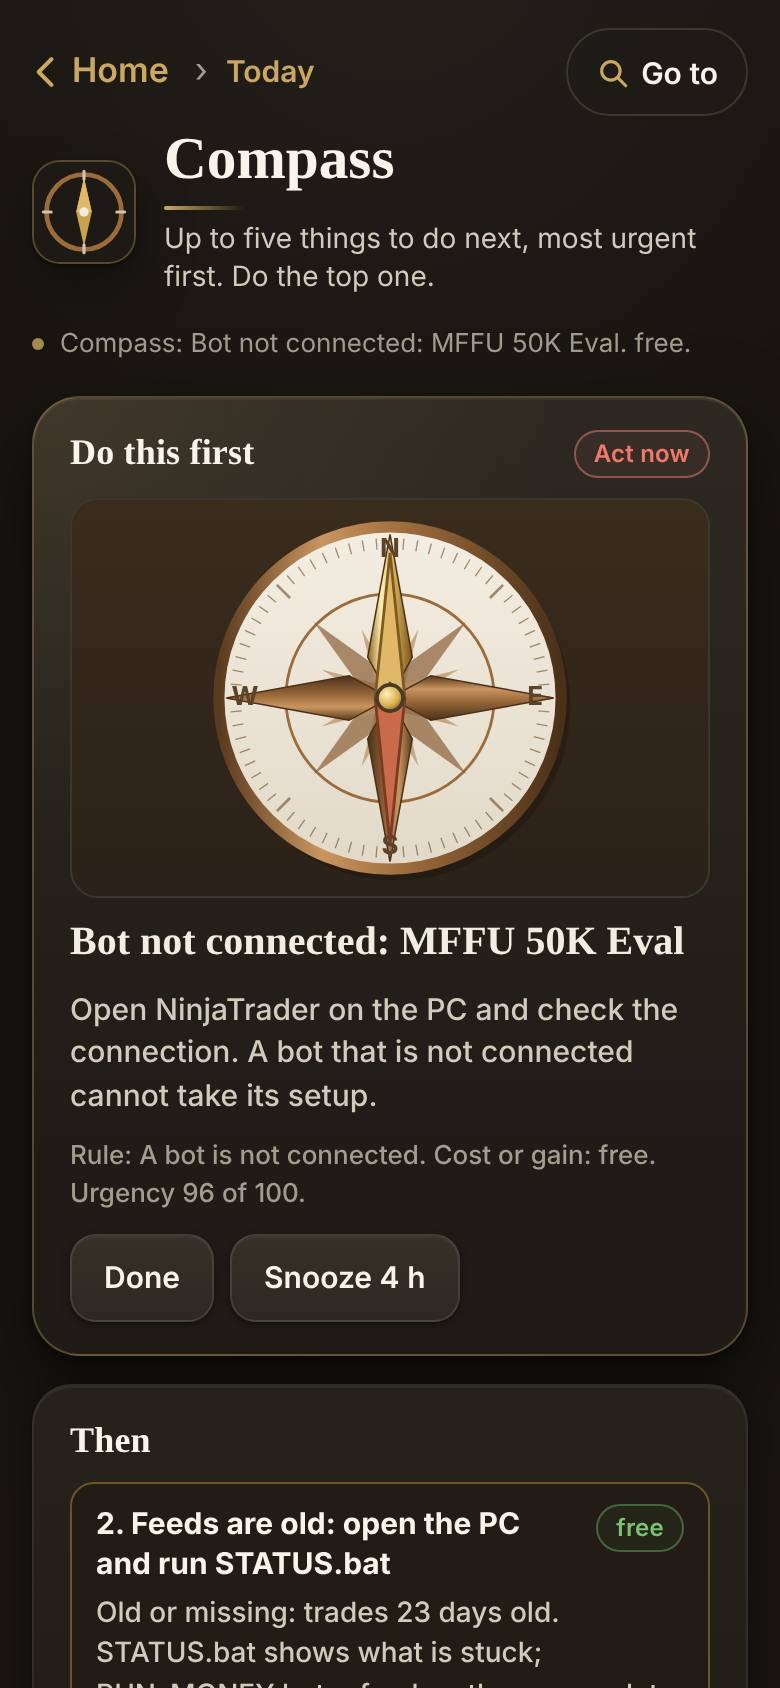 Home › Today
Go to
Compass
Up to five things to do next, most urgent
first. Do the top one.
Compass: Bot not connected: MFFU 50K Eval. free.
Do this first
Act now
N
W
E
S
Bot not connected: MFFU 50K Eval
Open NinjaTrader on the PC and check the
connection. A bot that is not connected
cannot take its setup.
Rule: A bot is not connected. Cost or gain: free.
Urgency 96 of 100.
Done
Snooze 4 h
Then
2. Feeds are old: open the PC
and run STATUS.bat
free
Old or missing: trades 23 days old.
STATUS.bat shows what is stuck;